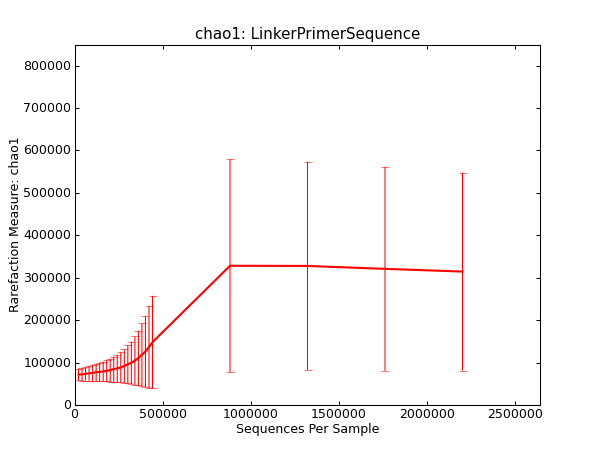 chao1: LinkerPrimerSequence
Rarefaction Measure: chao1
800000
700000
600000
500000
400000
300000
200000
100000
0
0 500000 1000000 1500000 2000000 2500000
Sequences Per Sample